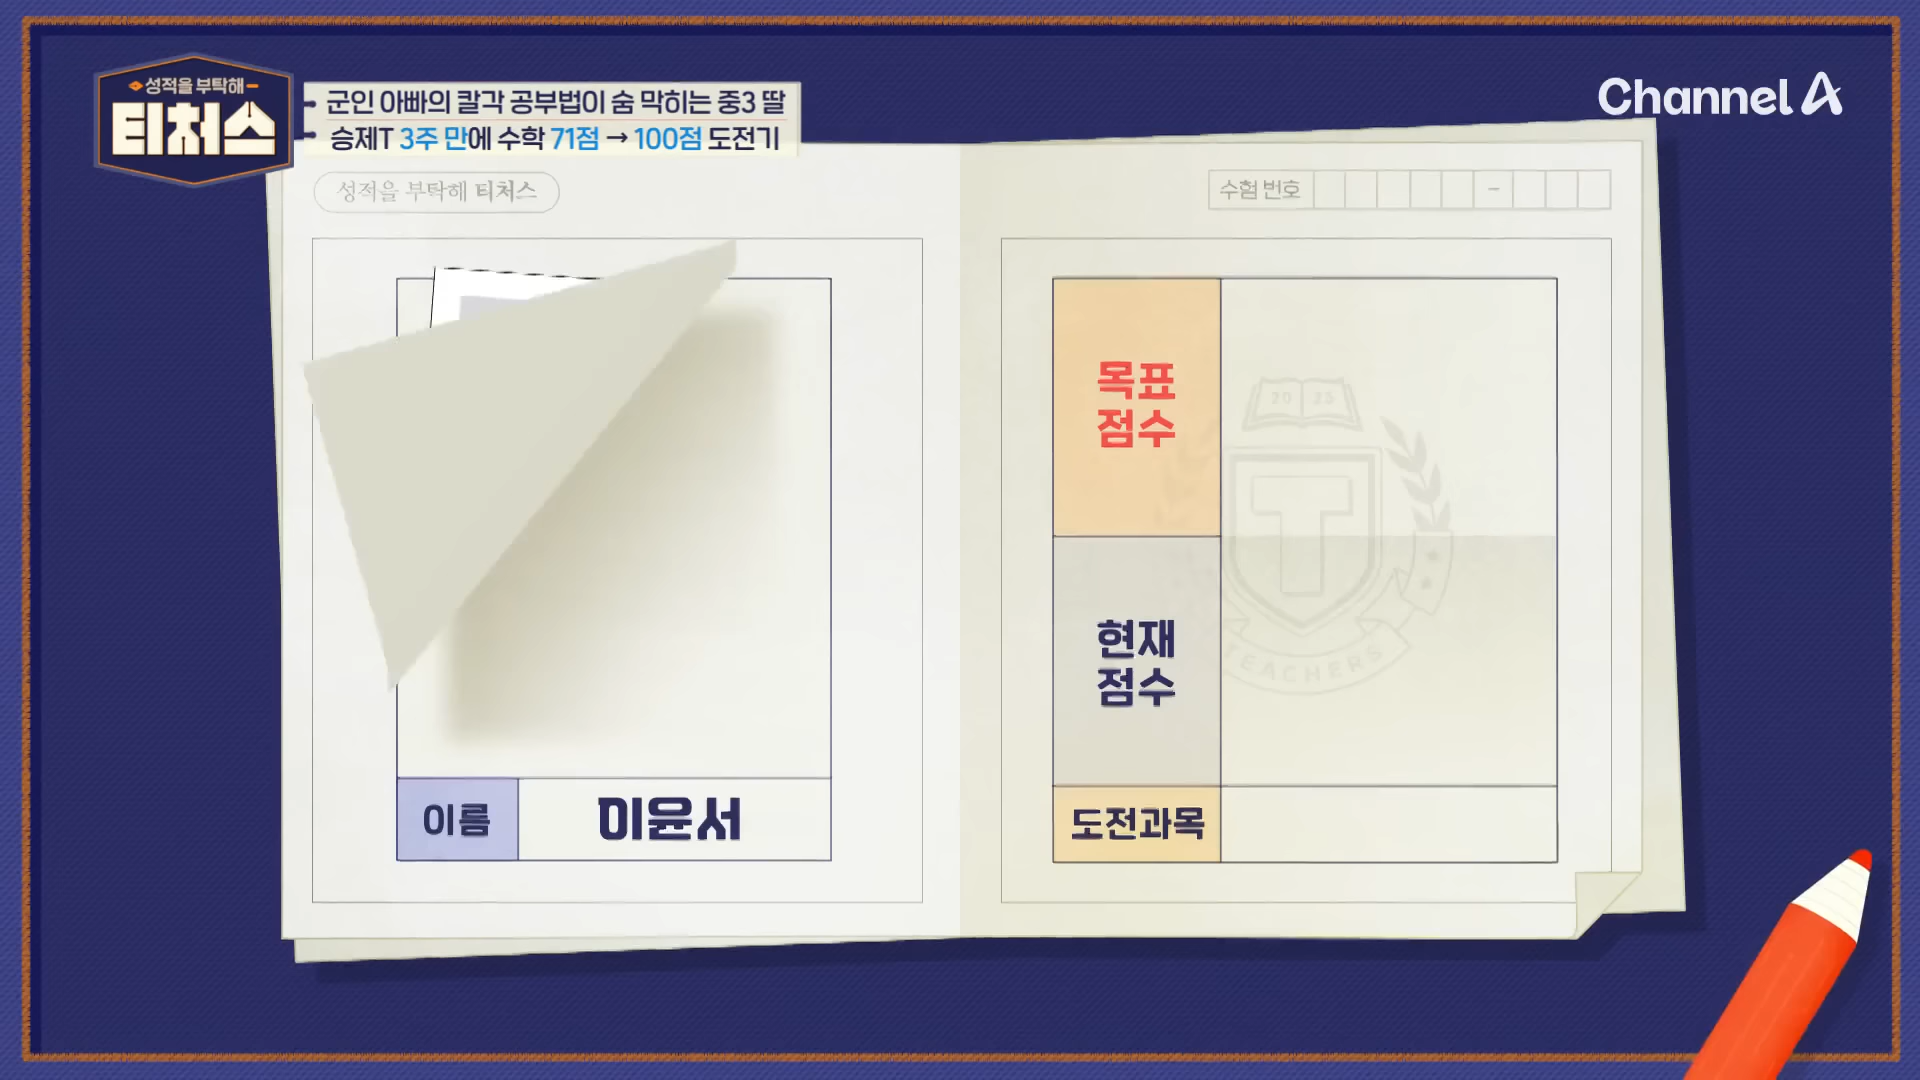 성적을 부탁해
티처스
군인 아빠의 칼각 공부법이 숨 막히는 중3 딸
승제T 3주 만에 수학 71점 → 100점 도전기
Channel A
성적을 부탁해 티처스
수험 번호
-
목표
점수
현재
점수
도전과목
이름
이윤서
20 23
T
TEACHERS